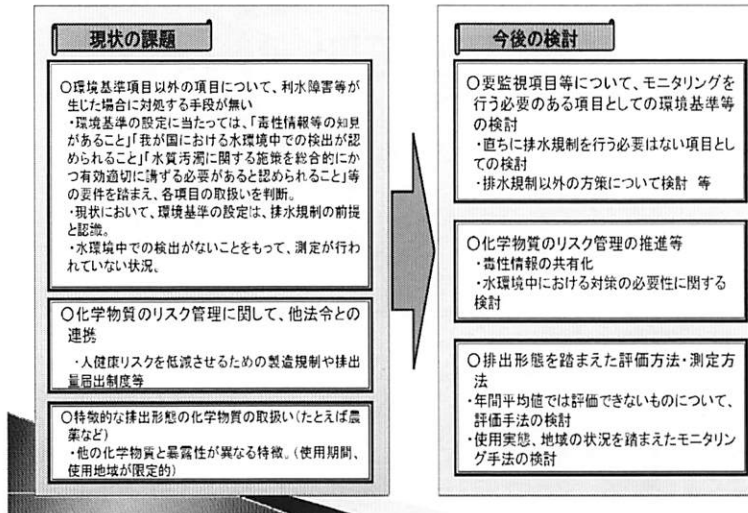 現状の課題
○環境基準項目以外の項目について、利水障害等が
生じた場合に対処する手段が無い
・環境基準の設定に当たっては、「毒性情報等の知見
があること」「我が国における水環境中での検出が認
められること」「水質汚濁に関する施策を総合的にか
つ有効適切に講ずる必要があると認められること」等
の要件を踏まえ、各項目の取扱いを判断。
・現状において、環境基準の設定は、排水規制の前提
と認識。
・水環境中での検出がないことをもって、測定が行わ
れていない状況。
○化学物質のリスク管理に関して、他法令との
連携
・人健康リスクを低減させるための製造規制や排出
量届出制度等
○特徴的な排出形態の化学物質の取扱い(たとえば農
薬など)
・他の化学物質と暴露性が異なる特徴。(使用期間、
使用地域が限定的)
今後の検討
○要監視項目等について、モニタリングを
行う必要のある項目としての環境基準等
の検討
・直ちに排水規制を行う必要はない項目とし
ての検討
・排水規制以外の方策について検討 等
○化学物質のリスク管理の推進等
・毒性情報の共有化
・水環境中における対策の必要性に関する
検討
○排出形態を踏まえた評価方法・測定方
法
・年間平均値では評価できないものについて、
評価手法の検討
・使用実態、地域の状況を踏まえたモニタリン
グ手法の検討